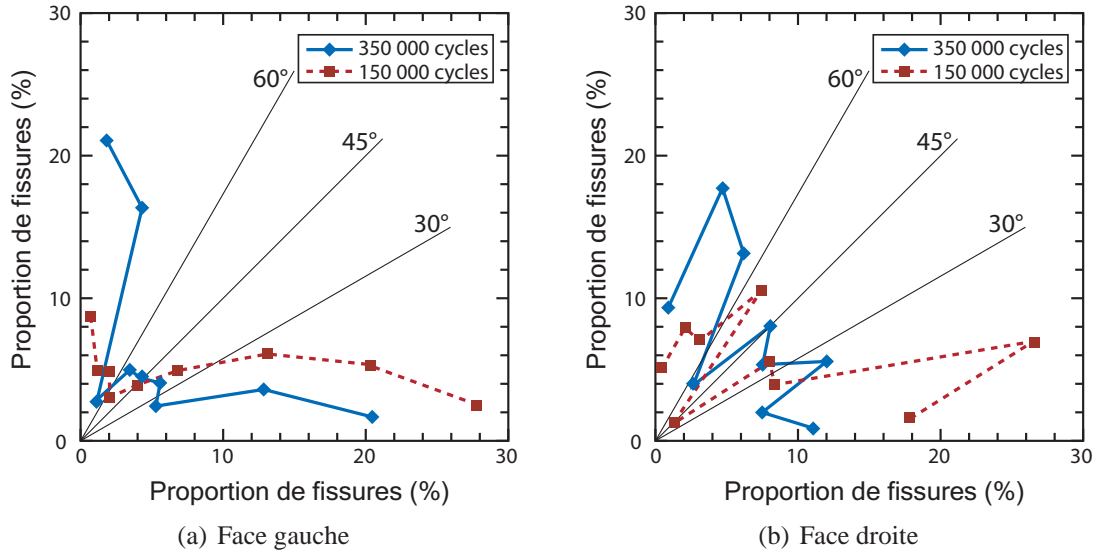 30
20
10
0
Proportion de fissures (%)
350 000 cycles
150 000 cycles
60°
45°
30°
0
10
20
30
Proportion de fissures (%)
(a) Face gauche
30
20
10
0
Proportion de fissures (%)
350 000 cycles
150 000 cycles
60°
45°
30°
0
10
20
30
Proportion de fissures (%)
(b) Face droite